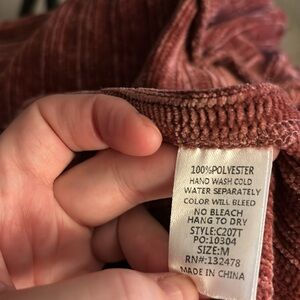 100%POLYESTER
HAND WASH COLD
WATER SEPARATELY
COLOR WILL BLEED
NO BLEACH
HANG TO DRY
STYLE:C207T
PO:10304
SIZE:M
RN#:132478
MADE IN CHINA